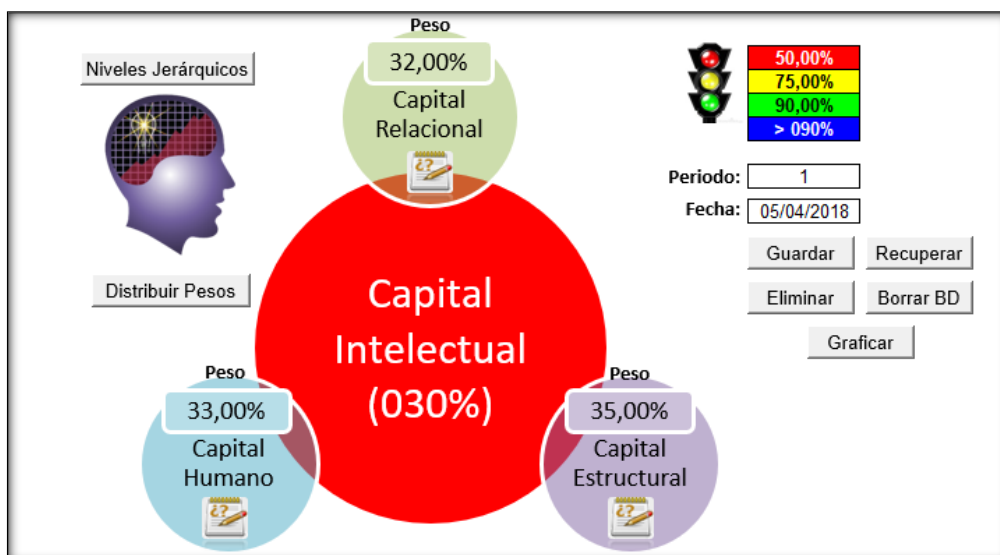 Niveles Jerárquicos
Distribuir Pesos
Peso
32,00%
Capital
Relacional
¿?
Capital
Intelectual
(030%)
Peso
33,00%
Capital
Humano
¿?
Peso
35,00%
Capital
Estructural
¿?
50,00%
75,00%
90,00%
> 090%
Periodo: 1
Fecha: 05/04/2018
Guardar Recuperar
Eliminar Borrar BD
Graficar